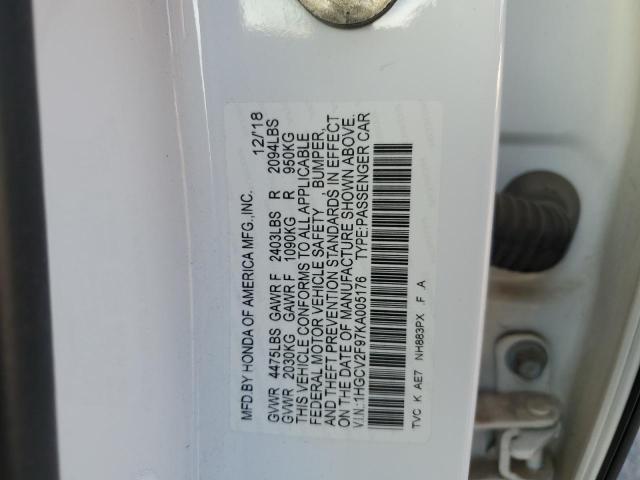 MFD.BY HONDA OF AMERICA MFG.,INC. 12/'18
GVWR 4475LBS GAWR F 2403LBS R 2094LBS
GVWR 2030KG GAWR F 1090KG R 950KG
THIS VEHICLE CONFORMS TO ALL APPLICABLE
FEDERAL MOTOR VEHICLE SAFETY BUMPER,
AND THEFT PREVENTION STANDARDS IN EFFECT
ON THE DATE OF MANUFACTURE SHOWN ABOVE.
V.I.N.:1HGCV2F97KA005176 TYPE:PASSENGER CAR
TVC K AE7 NH883PX .F .A